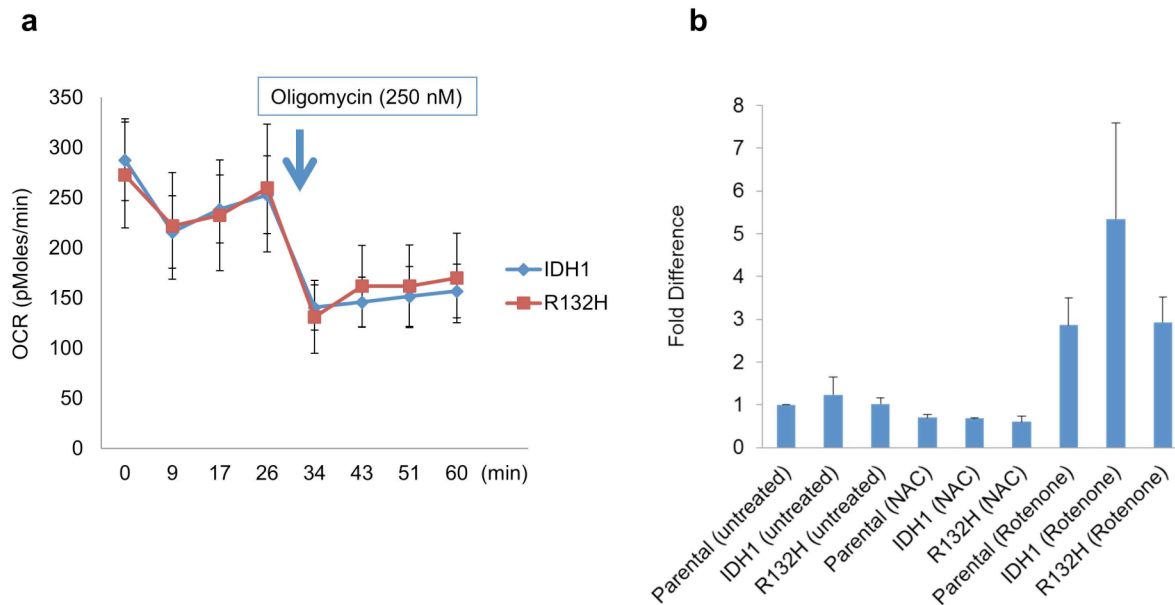 a
Oligomycin (250 nM)
OCR (pMoles/min)
350
300
250
200
150
100
50
0
0 9 17 26 34 43 51 60 (min)
IDH1
R132H
b
Fold Difference
8
7
6
5
4
3
2
1
0
Parental (untreated)
IDH1 (untreated)
R132H (untreated)
Parental (NAC)
IDH1 (NAC)
R132H (NAC)
Parental (Rotenone)
IDH1 (Rotenone)
R132H (Rotenone)